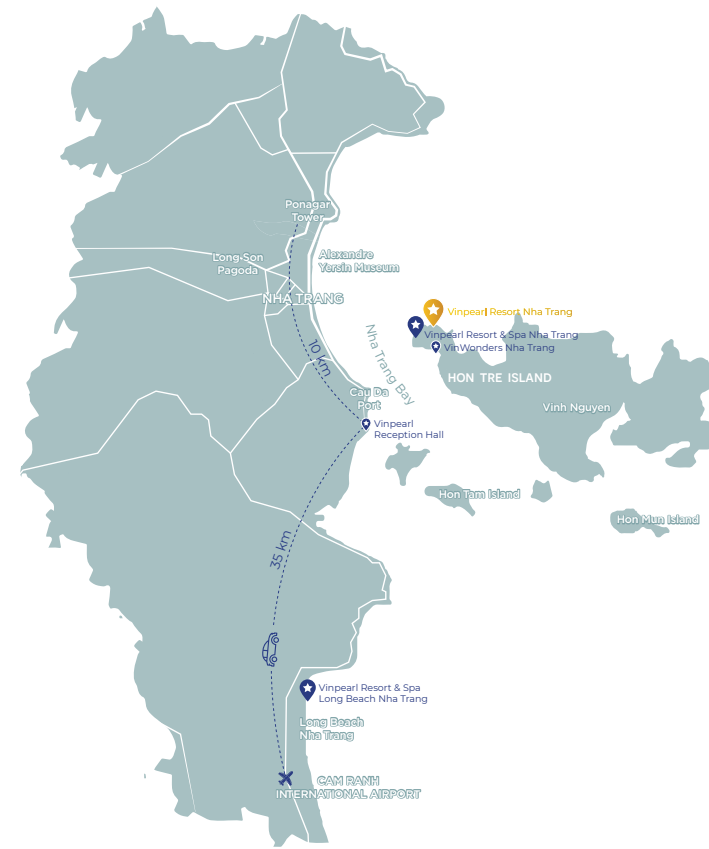 Ponagar
Tower
Long Son
Pagoda
Alexandre
Yersin Museum
NHA TRANG
Vinpearl Resort Nha Trang
Vinpearl Resort & Spa Nha Trang
VinWonders Nha Trang
Nha Trang Bay
10 km
HON TRE ISLAND
Cau Da
Port
Vinh Nguyen
Vinpearl
Reception Hall
Hon Tam Island
Hon Mun Island
35 km
Vinpearl Resort & Spa
Long Beach Nha Trang
Long Beach
Nha Trang
CAM RANH
INTERNATIONAL AIRPORT